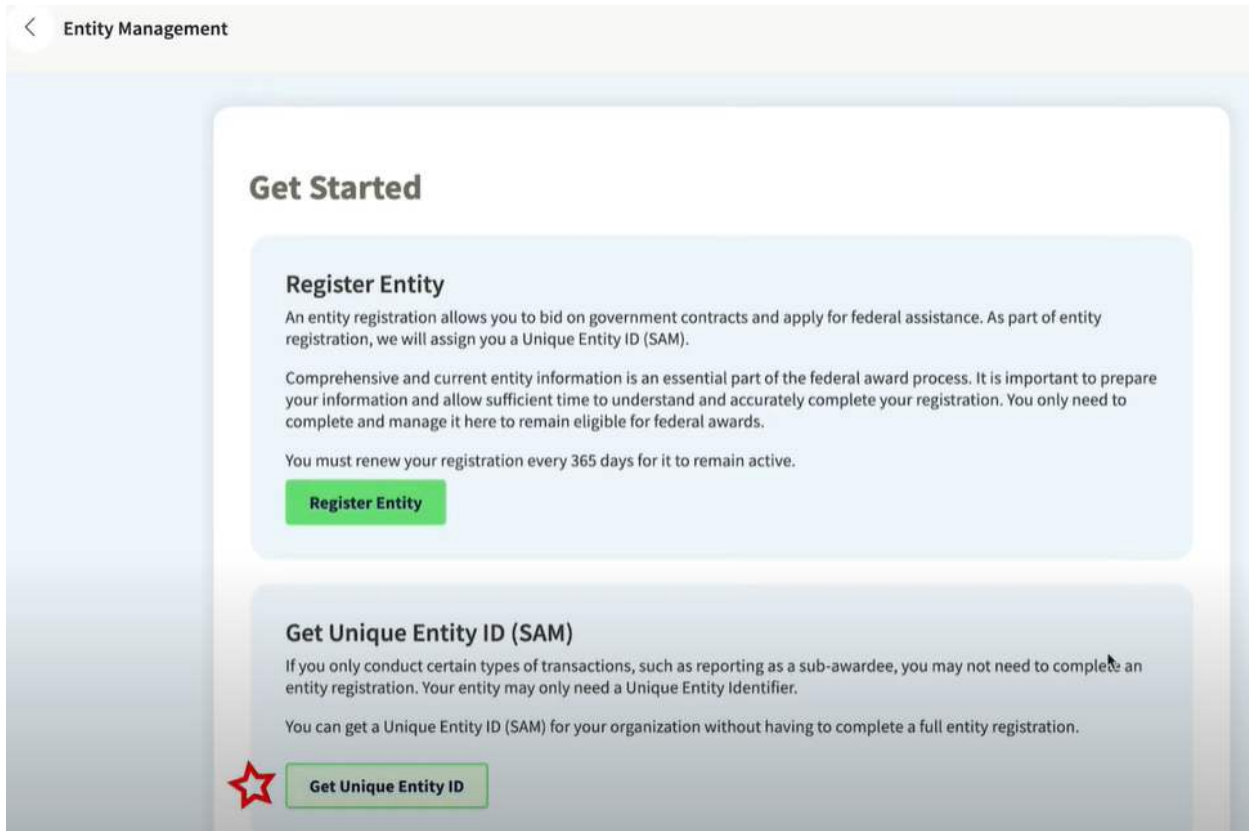 Entity Management
Get Started
Register Entity
An entity registration allows you to bid on government contracts and apply for federal assistance. As part of entity
registration, we will assign you a Unique Entity ID (SAM).
Comprehensive and current entity information is an essential part of the federal award process. It is important to prepare
your information and allow sufficient time to understand and accurately complete your registration. You only need to
complete and manage it here to remain eligible for federal awards.
You must renew your registration every 365 days for it to remain active.
Register Entity
Get Unique Entity ID (SAM)
If you only conduct certain types of transactions, such as reporting as a sub-awardee, you may not need to complete an
entity registration. Your entity may only need a Unique Entity Identifier.
You can get a Unique Entity ID (SAM) for your organization without having to complete a full entity registration.
Get Unique Entity ID